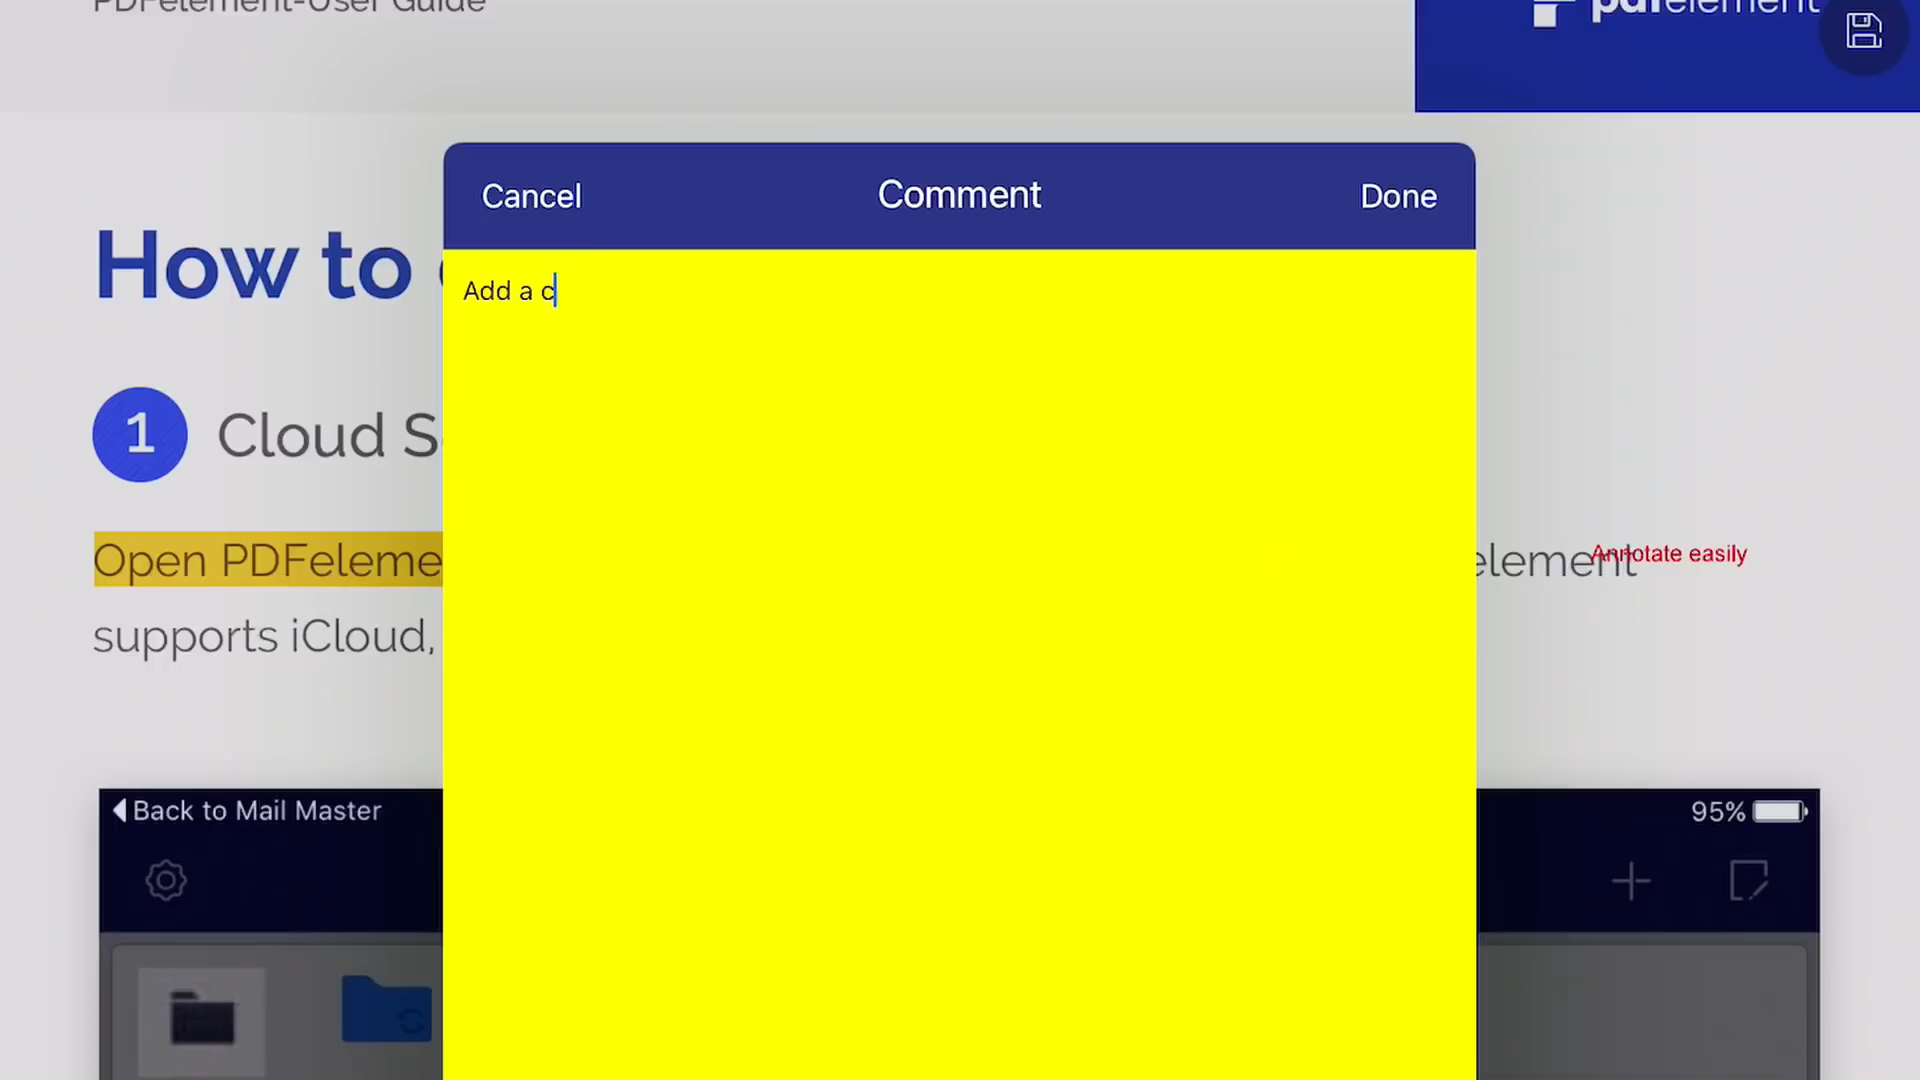 PDFelement-User Guide
pdfelement
Cancel
Comment
Done
How to
Add a c
1
Cloud S
Open PDFeleme
element
Annotate easily
supports iCloud,
Back to Mail Master
95%